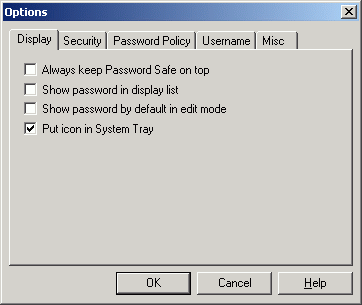 Options
Display Security Password Policy Username Misc
Always keep Password Safe on top
Show password in display list
Show password by default in edit mode
Put icon in System Tray
OK Cancel Help